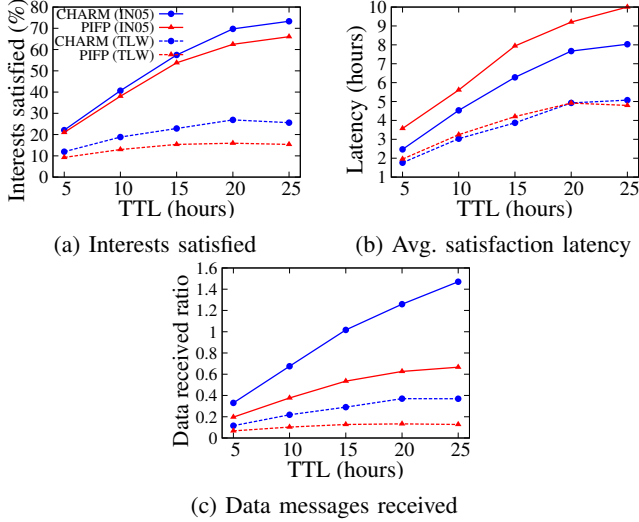 Interests satisfied (%)
80
70
60
50
40
30
20
10
0
CHARM (IN05)
PIFP (IN05)
CHARM (TLW)
PIFP (TLW)
5 10 15 20 25
TTL (hours)
(a) Interests satisfied
Latency (hours)
10
9
8
7
6
5
4
3
2
1
5 10 15 20 25
TTL (hours)
(b) Avg. satisfaction latency
Data received ratio
1.6
1.4
1.2
1
0.8
0.6
0.4
0.2
0
5 10 15 20 25
TTL (hours)
(c) Data messages received